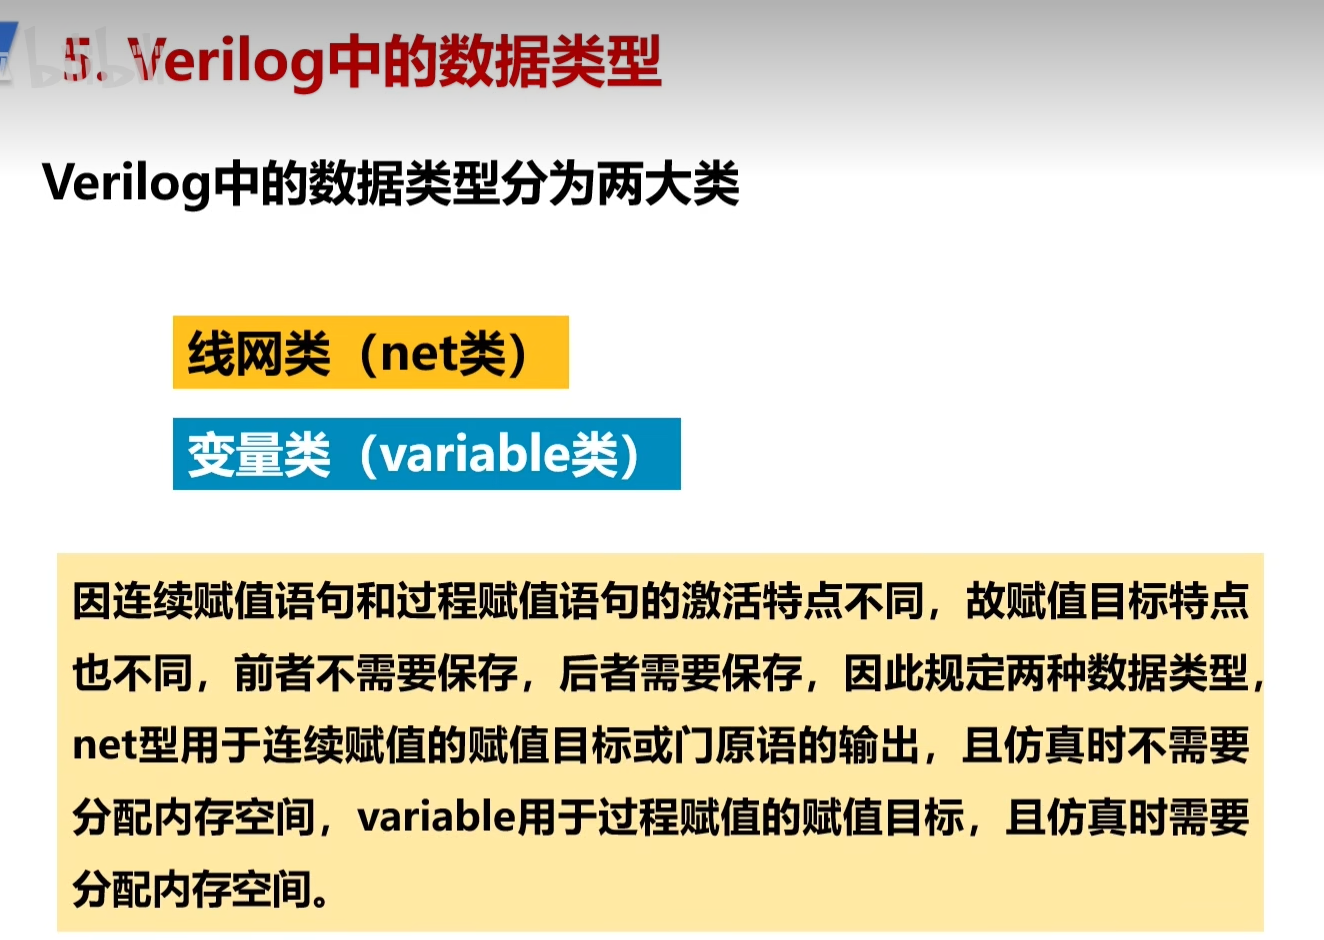 5. Verilog中的数据类型
Verilog中的数据类型分为两大类
线网类（net类）
变量类（variable类）
因连续赋值语句和过程赋值语句的激活特点不同，故赋值目标特点
也不同，前者不需要保存，后者需要保存，因此规定两种数据类型，
net型用于连续赋值的赋值目标或门原语的输出，且仿真时不需要
分配内存空间，variable用于过程赋值的赋值目标，且仿真时需要
分配内存空间。